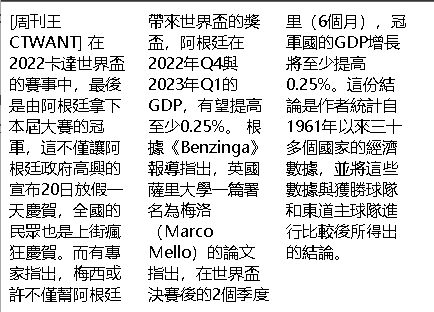 [周刊王
CTWANT] 在
2022卡達世界盃
的賽事中，最後
是由阿根廷拿下
本屆大賽的冠
軍，這不僅讓阿
根廷政府高興的
宣布20日放假一
天慶賀，全國的
民眾也是上街瘋
狂慶賀。而有專
家指出，梅西或
許不僅幫阿根廷
帶來世界盃的獎
盃，阿根廷在
2022年Q4與
2023年Q1的
GDP，有望提高
至少0.25%。 根
據《Benzinga》
報導指出，英國
薩里大學一篇署
名為梅洛
（Marco
Mello）的論文
指出，在世界盃
決賽後的2個季度
里（6個月），冠
軍國的GDP增長
將至少提高
0.25%。這份結
論是作者統計自
1961年以來三十
多個國家的經濟
數據，並將這些
數據與獲勝球隊
和東道主球隊進
行比較後所得出
的結論。